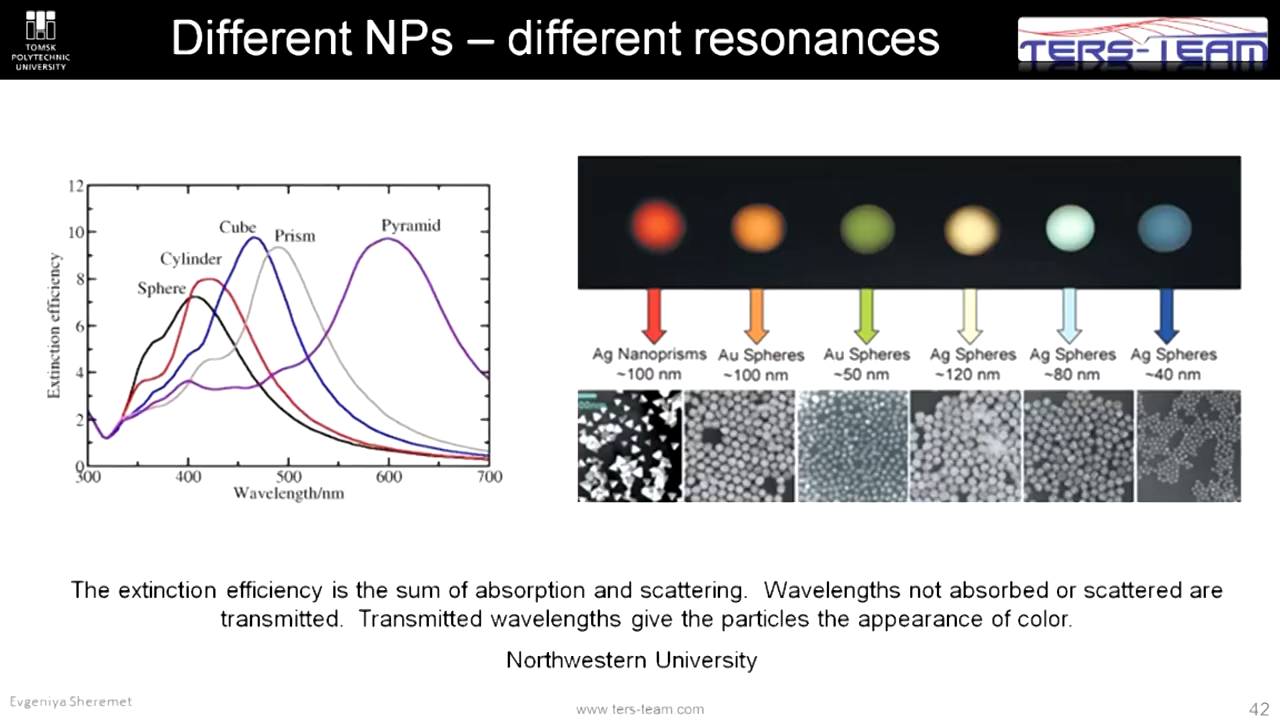 TOMSK
POLYTECHNIC
UNIVERSITY
Different NPs – different resonances
TERS-TEAM
12
10
8
6
4
2
0
300
400
500
600
700
Extinction efficiency
Wavelength/nm
Sphere
Cylinder
Cube
Prism
Pyramid
Ag Nanoprisms
~100 nm
Au Spheres
~100 nm
Au Spheres
~50 nm
Ag Spheres
~120 nm
Ag Spheres
~80 nm
Ag Spheres
~40 nm
The extinction efficiency is the sum of absorption and scattering. Wavelengths not absorbed or scattered are
transmitted. Transmitted wavelengths give the particles the appearance of color.
Northwestern University
Evgeniya Sheremet
www.ters-team.com
42